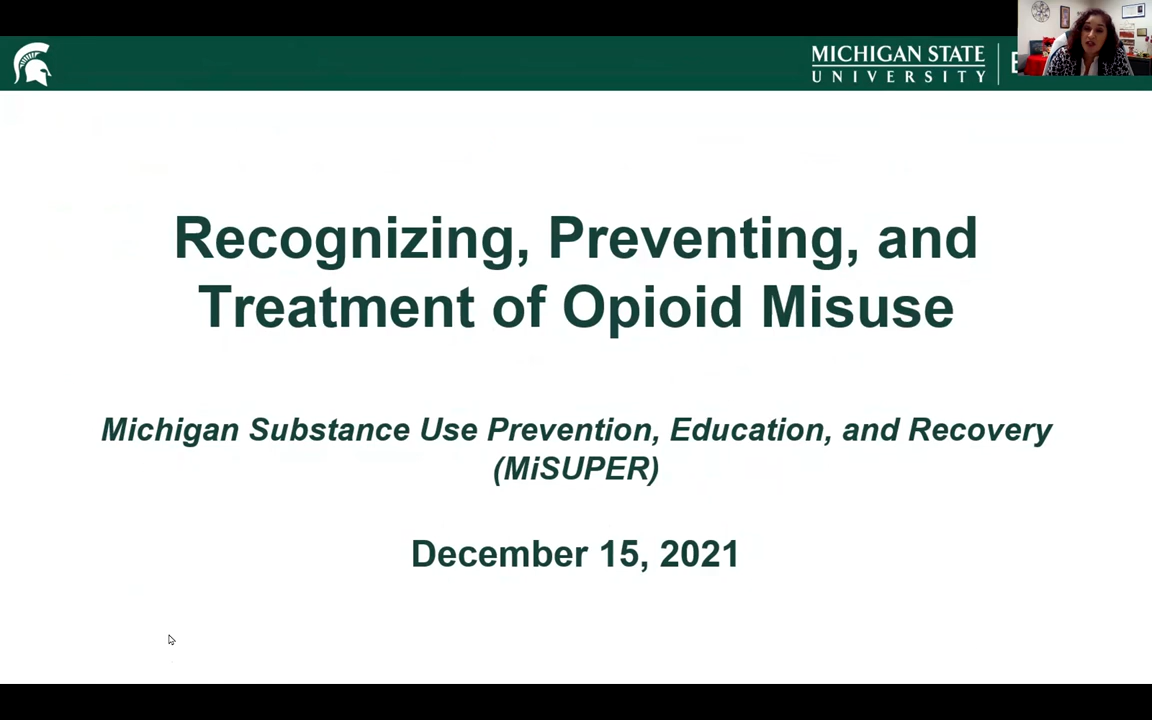 MICHIGAN STATE
UNIVERSITY
Recognizing, Preventing, and
Treatment of Opioid Misuse
Michigan Substance Use Prevention, Education, and Recovery
(MiSUPER)
December 15, 2021